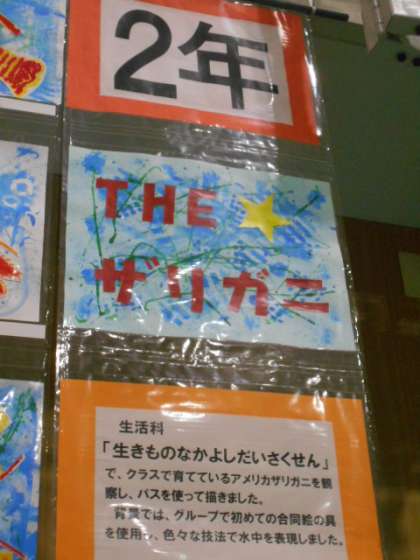 2年
THE
ザリガニ
生活科
「生きものなかよしだいさくせん」
で、クラスで育てているアメリカザリガニを観
察し、パスを使って描きました。
背景では、グループで初めての合同絵の具
を使用し、色々な技法で水中を表現しました。